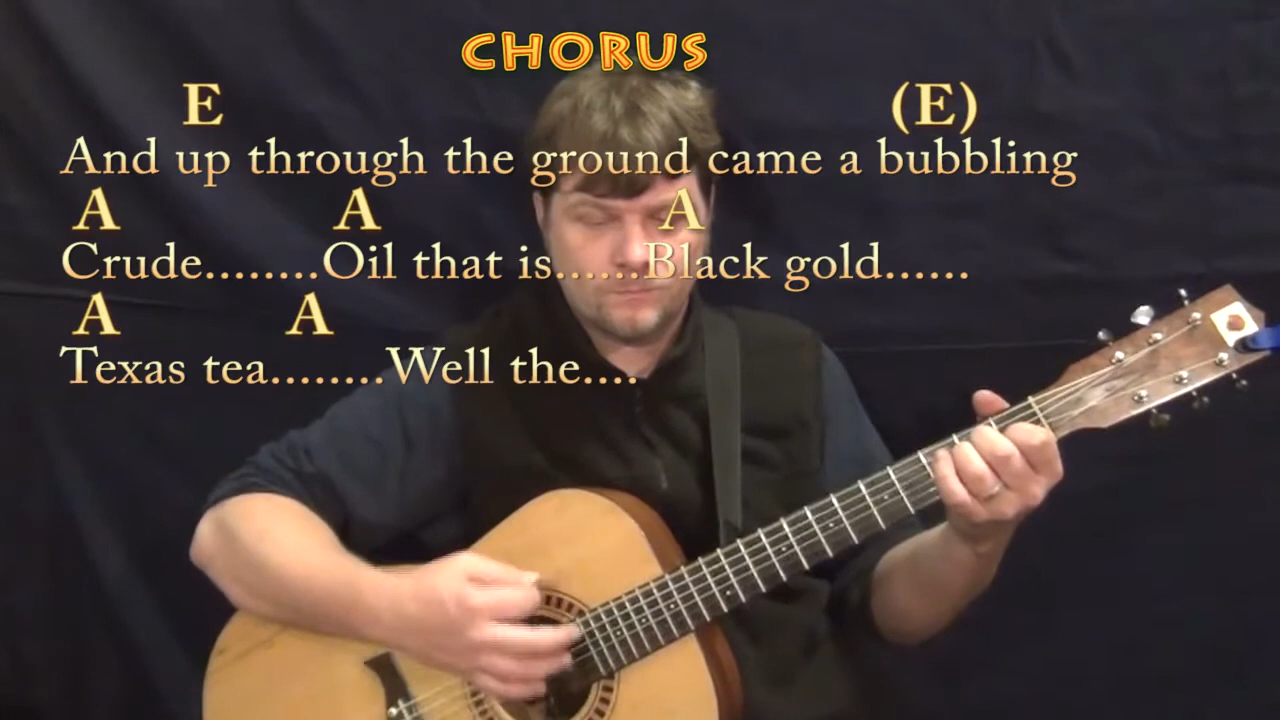 CHORUS
E (E)
And up through the ground came a bubbling
A A A
Crude........Oil that is......Black gold......
A A
Texas tea........Well the....